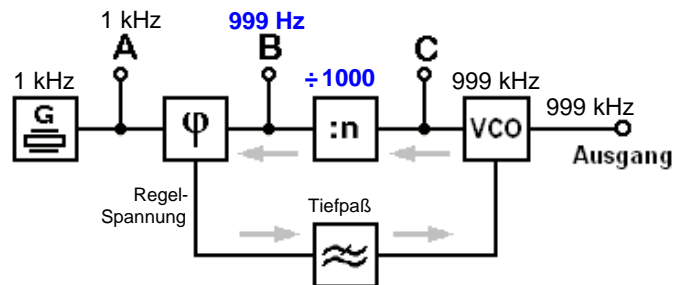 1 kHz
999 Hz
A
B
C
1 kHz
÷1000
999 kHz
999 kHz
G
φ
:n
VCO
Ausgang
Regel-
Spannung
Tiefpaß